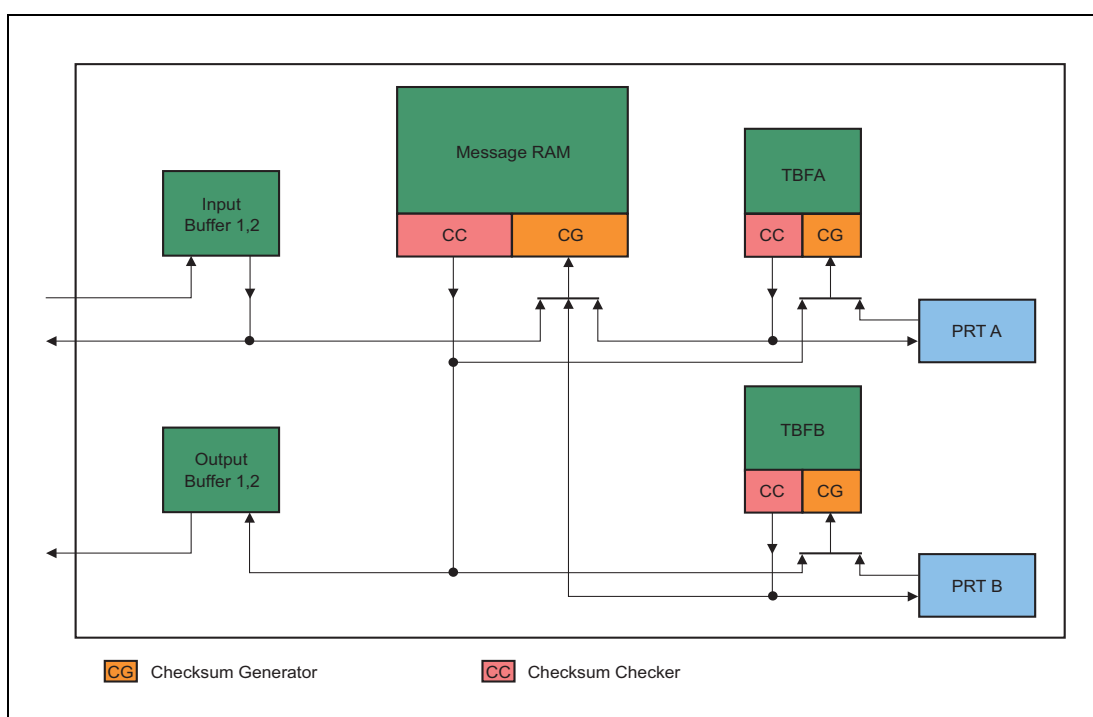 Message RAM
CC
CG
TBFA
CC
CG
Input
Buffer 1,2
PRT A
TBFB
CC
CG
Output
Buffer 1,2
PRT B
CG Checksum Generator
CC Checksum Checker